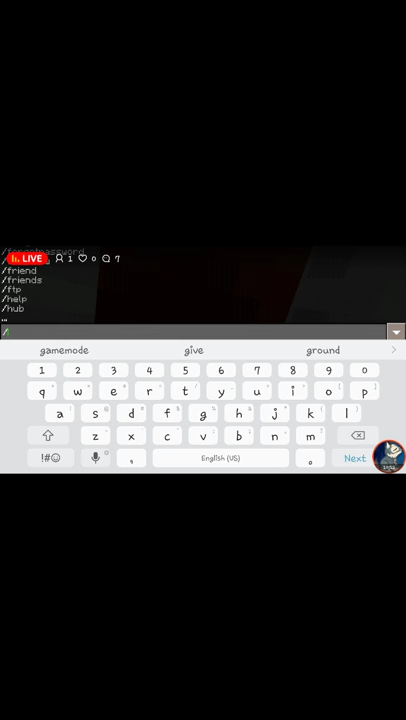 /forgotpassword
LIVE 1 0 7
/friend
/friends
/ftp
/help
/hub
...
/
gamemode give ground
1 2 3 4 5 6 7 8 9 0
q w e r t y u i o p
a s d f g h j k l
z x c v b n m
!#☺ , English (US) . Next